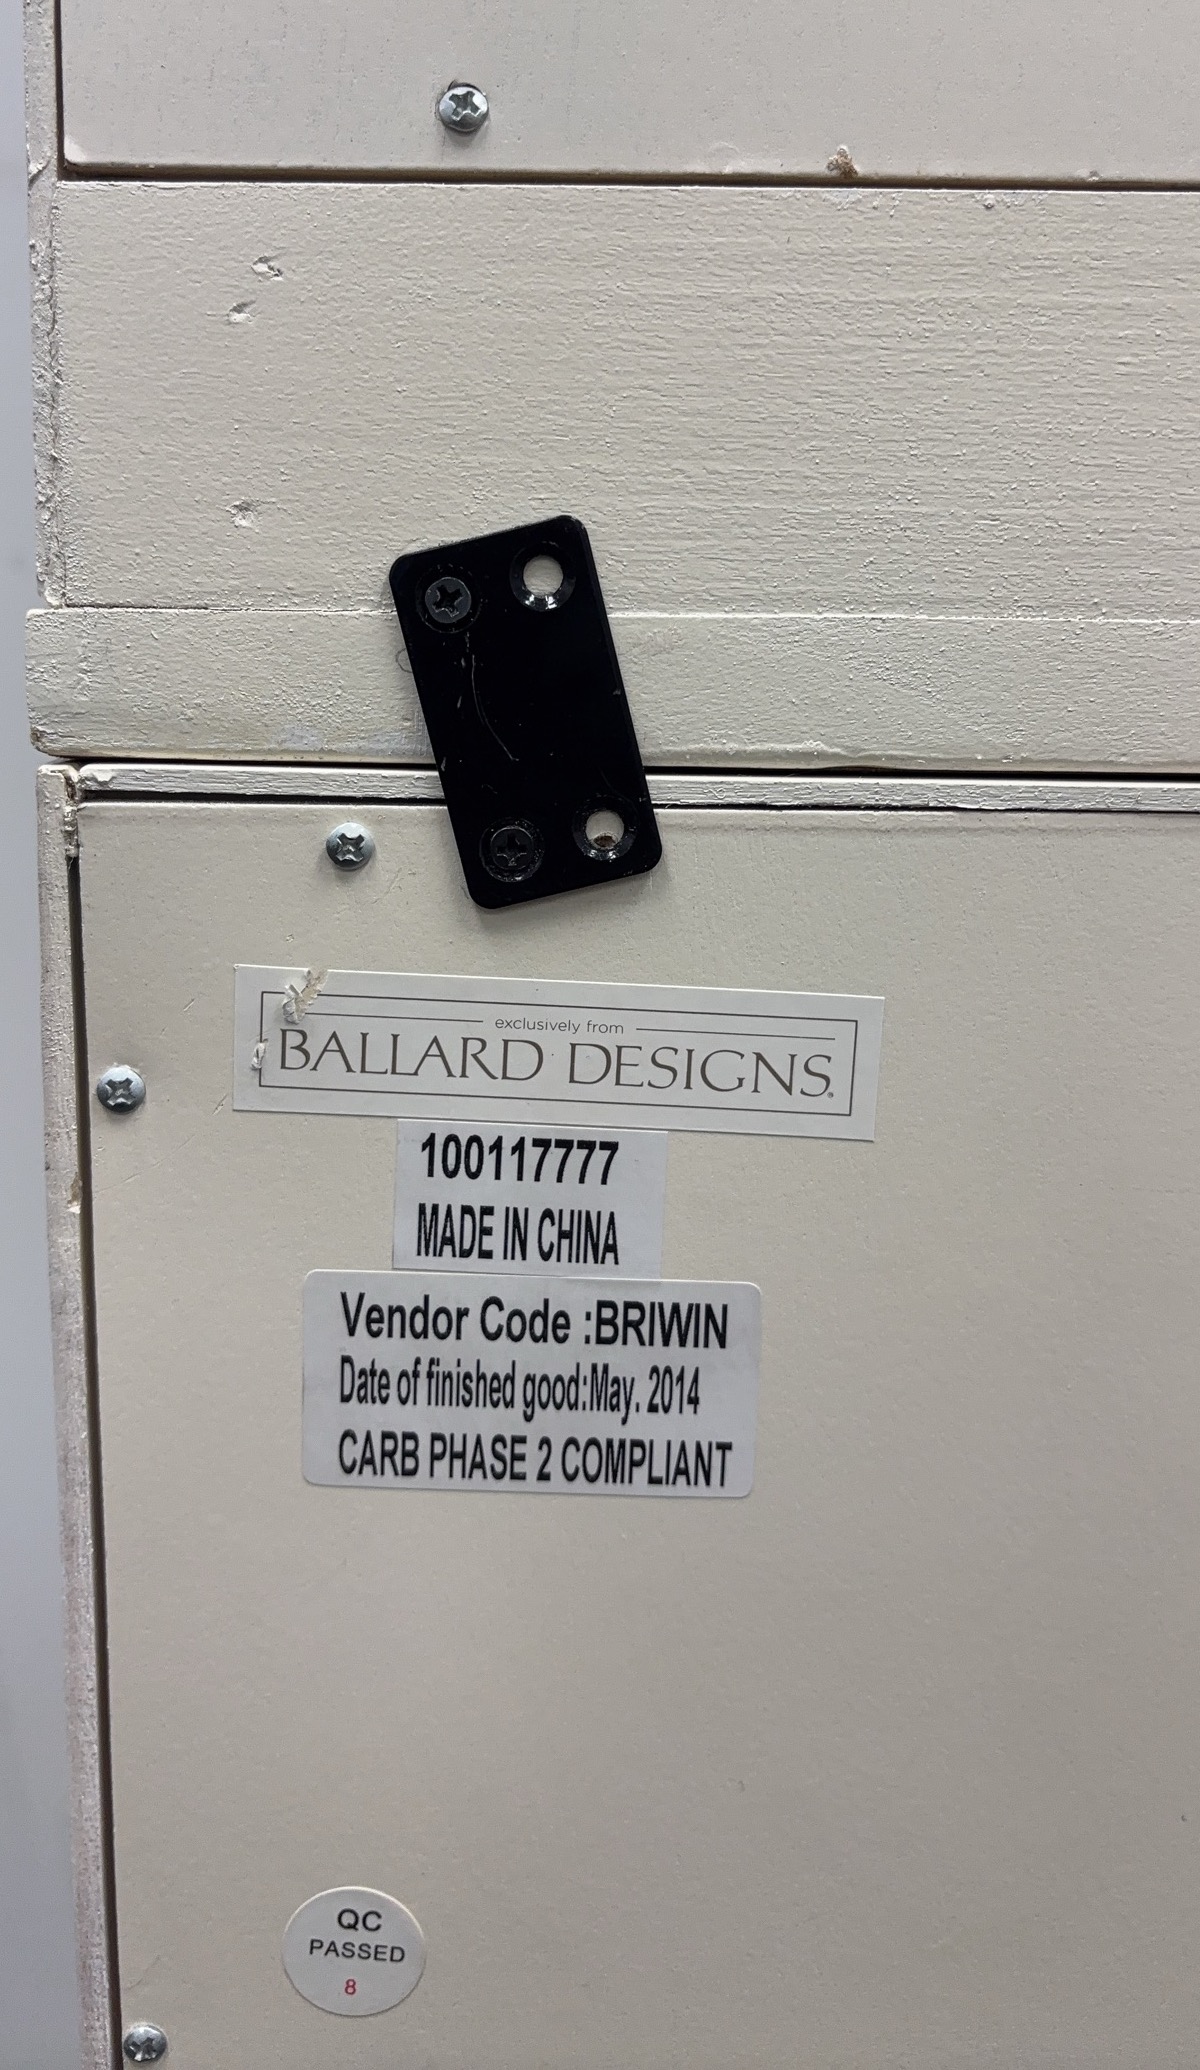 exclusively from
BALLARD DESIGNS®
100117777
MADE IN CHINA
Vendor Code :BRIWIN
Date of finished good:May. 2014
CARB PHASE 2 COMPLIANT
QC
PASSED
8